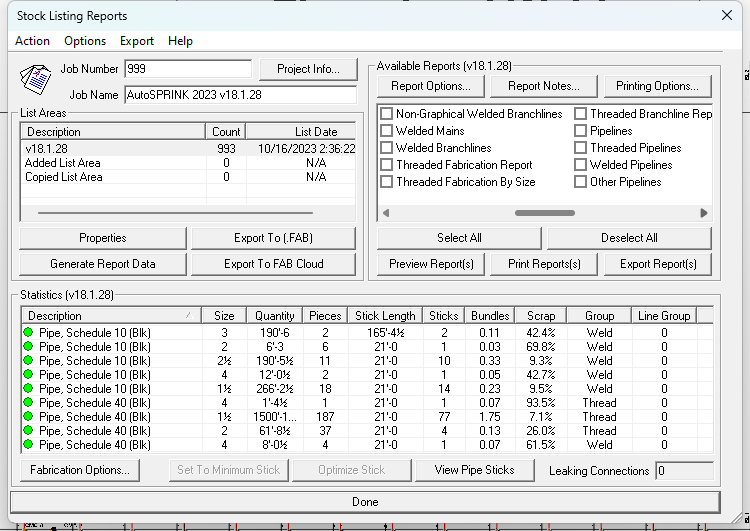 Stock Listing Reports
Action Options Export Help
Job Number 999 Project Info...
Job Name AutoSPRINK 2023 v18.1.28
List Areas
Description Count List Date
v18.1.28 993 10/16/2023 2:36:22
Added List Area 0 N/A
Copied List Area 0 N/A
Properties Export To (.FAB)
Generate Report Data Export To FAB Cloud
Available Reports (v18.1.28)
Report Options... Report Notes... Printing Options...
Non-Graphical Welded Branchlines Threaded Branchline Rep
Welded Mains Pipelines
Welded Branchlines Threaded Pipelines
Threaded Fabrication Report Welded Pipelines
Threaded Fabrication By Size Other Pipelines
Select All Deselect All
Preview Report(s) Print Reports(s) Export Report(s)
Statistics (v18.1.28)
Description Size Quantity Pieces Stick Length Sticks Bundles Scrap Group Line Group
Pipe, Schedule 10 (Blk) 3 190'-6 2 165'-4½ 2 0.11 42.4% Weld 0
Pipe, Schedule 10 (Blk) 2 6'-3 6 21'-0 1 0.03 69.8% Weld 0
Pipe, Schedule 10 (Blk) 2½ 190'-5½ 11 21'-0 10 0.33 9.3% Weld 0
Pipe, Schedule 10 (Blk) 4 12'-0½ 2 21'-0 1 0.05 42.7% Weld 0
Pipe, Schedule 10 (Blk) 1½ 266'-2½ 18 21'-0 14 0.23 9.5% Weld 0
Pipe, Schedule 40 (Blk) 4 1'-4½ 1 21'-0 1 0.07 93.5% Thread 0
Pipe, Schedule 40 (Blk) 1½ 1500'-1... 187 21'-0 77 1.75 7.1% Thread 0
Pipe, Schedule 40 (Blk) 2 61'-8½ 37 21'-0 4 0.13 26.0% Thread 0
Pipe, Schedule 40 (Blk) 4 8'-0½ 4 21'-0 1 0.07 61.5% Weld 0
Fabrication Options... Set To Minimum Stick Optimize Stick View Pipe Sticks Leaking Connections 0
Done